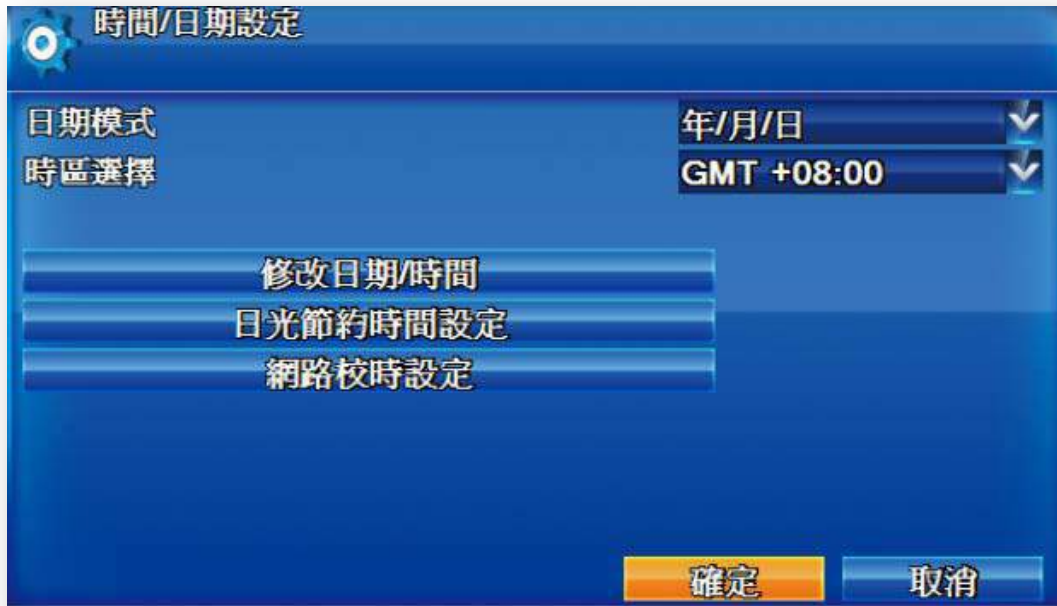 時間/日期設定
日期模式 年/月/日
時區選擇 GMT +08:00
修改日期/時間
日光節約時間設定
網路校時設定
確定 取消